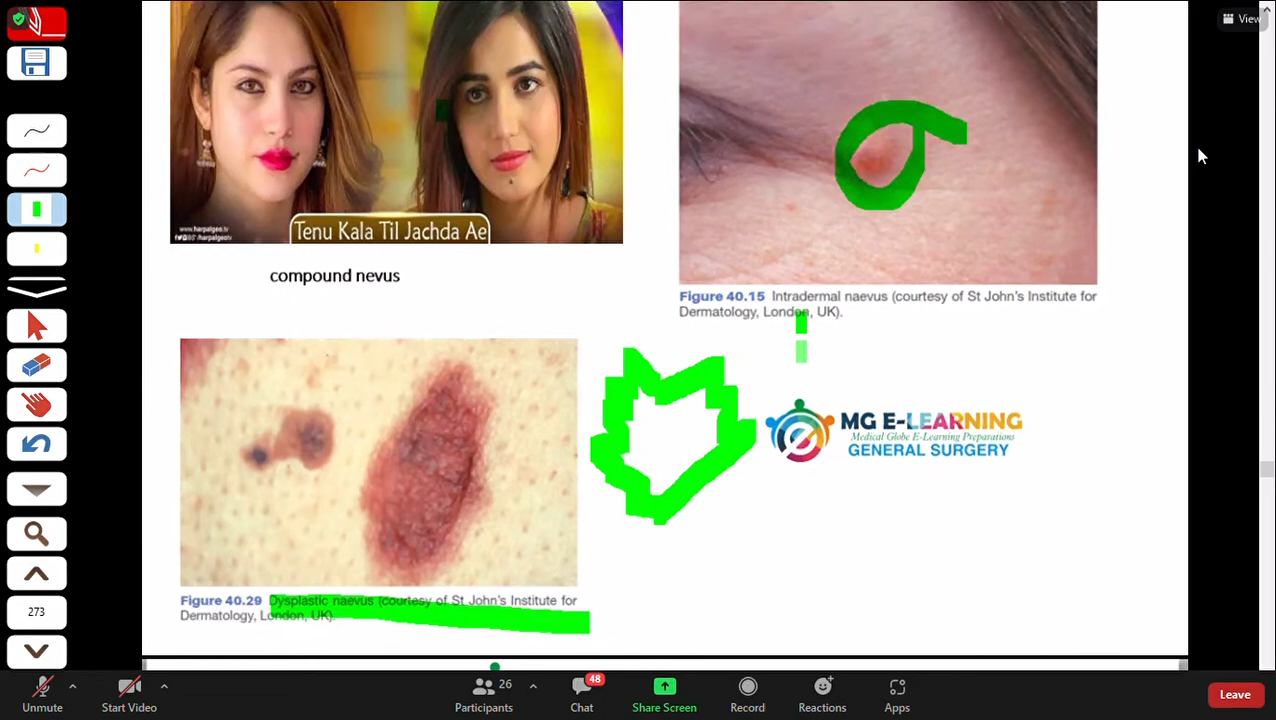 View
www.harpalgeo.tv
Tenu Kala Til Jachda Ae
compound nevus
Figure 40.15 Intradermal naevus (courtesy of St John's Institute for
Dermatology, London, UK).
MG E-LEARNING
Medical Globe E-Learning Preparations
GENERAL SURGERY
Figure 40.29 Dysplastic naevus (courtesy of St John's Institute for
Dermatology, London, UK).
273
26
48
Unmute
Start Video
Participants
Chat
Share Screen
Record
Reactions
Apps
Leave